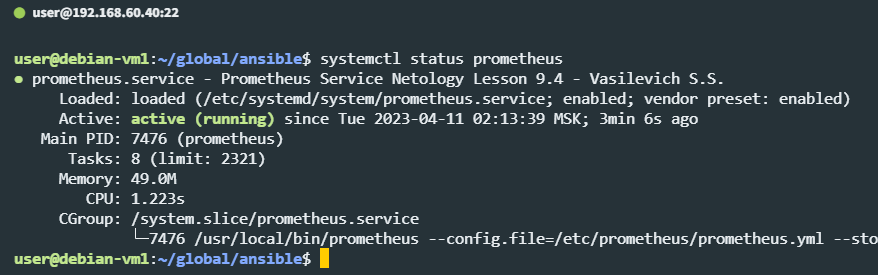 user@192.168.60.40:22
user@debian-vm1:~/global/ansible$ systemctl status prometheus
● prometheus.service - Prometheus Service Netology Lesson 9.4 - Vasilevich S.S.
Loaded: loaded (/etc/systemd/system/prometheus.service; enabled; vendor preset: enabled)
Active: active (running) since Tue 2023-04-11 02:13:39 MSK; 3min 6s ago
Main PID: 7476 (prometheus)
Tasks: 8 (limit: 2321)
Memory: 49.0M
CPU: 1.223s
CGroup: /system.slice/prometheus.service
└─7476 /usr/local/bin/prometheus --config.file=/etc/prometheus/prometheus.yml --sto
user@debian-vm1:~/global/ansible$